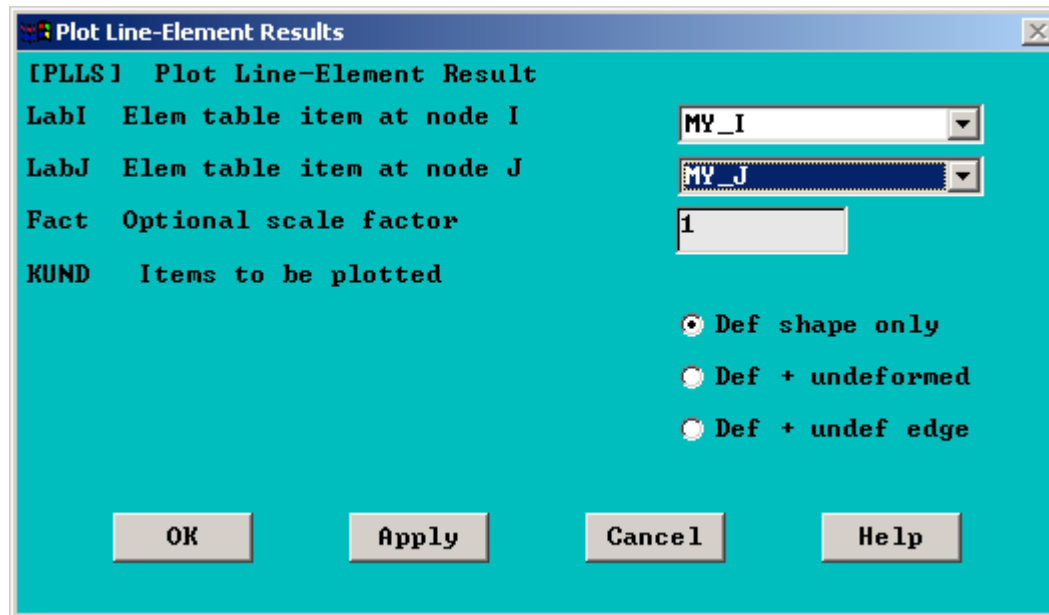 Plot Line-Element Results
[PLLS] Plot Line-Element Result
LabI Elem table item at node I MY_I
LabJ Elem table item at node J MY_J
Fact Optional scale factor 1
KUND Items to be plotted
Def shape only
Def + undeformed
Def + undef edge
OK Apply Cancel Help